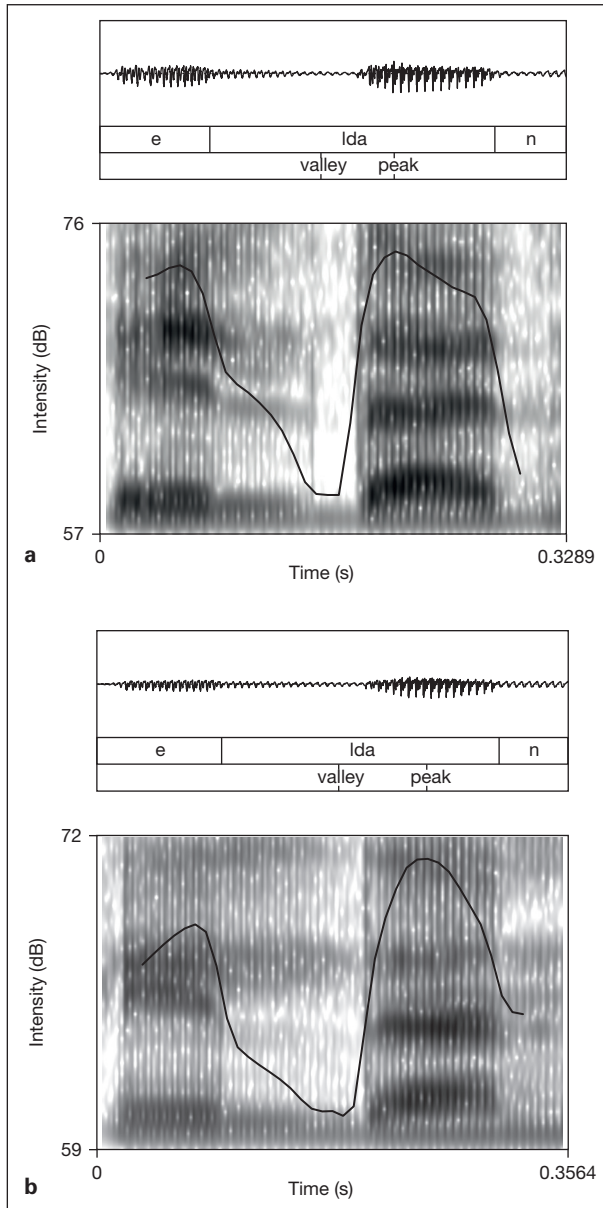 e lda n
valley peak
76
Intensity (dB)
57
0 0.3289
Time (s)
a
e lda n
valley peak
72
Intensity (dB)
59
0 0.3564
Time (s)
b